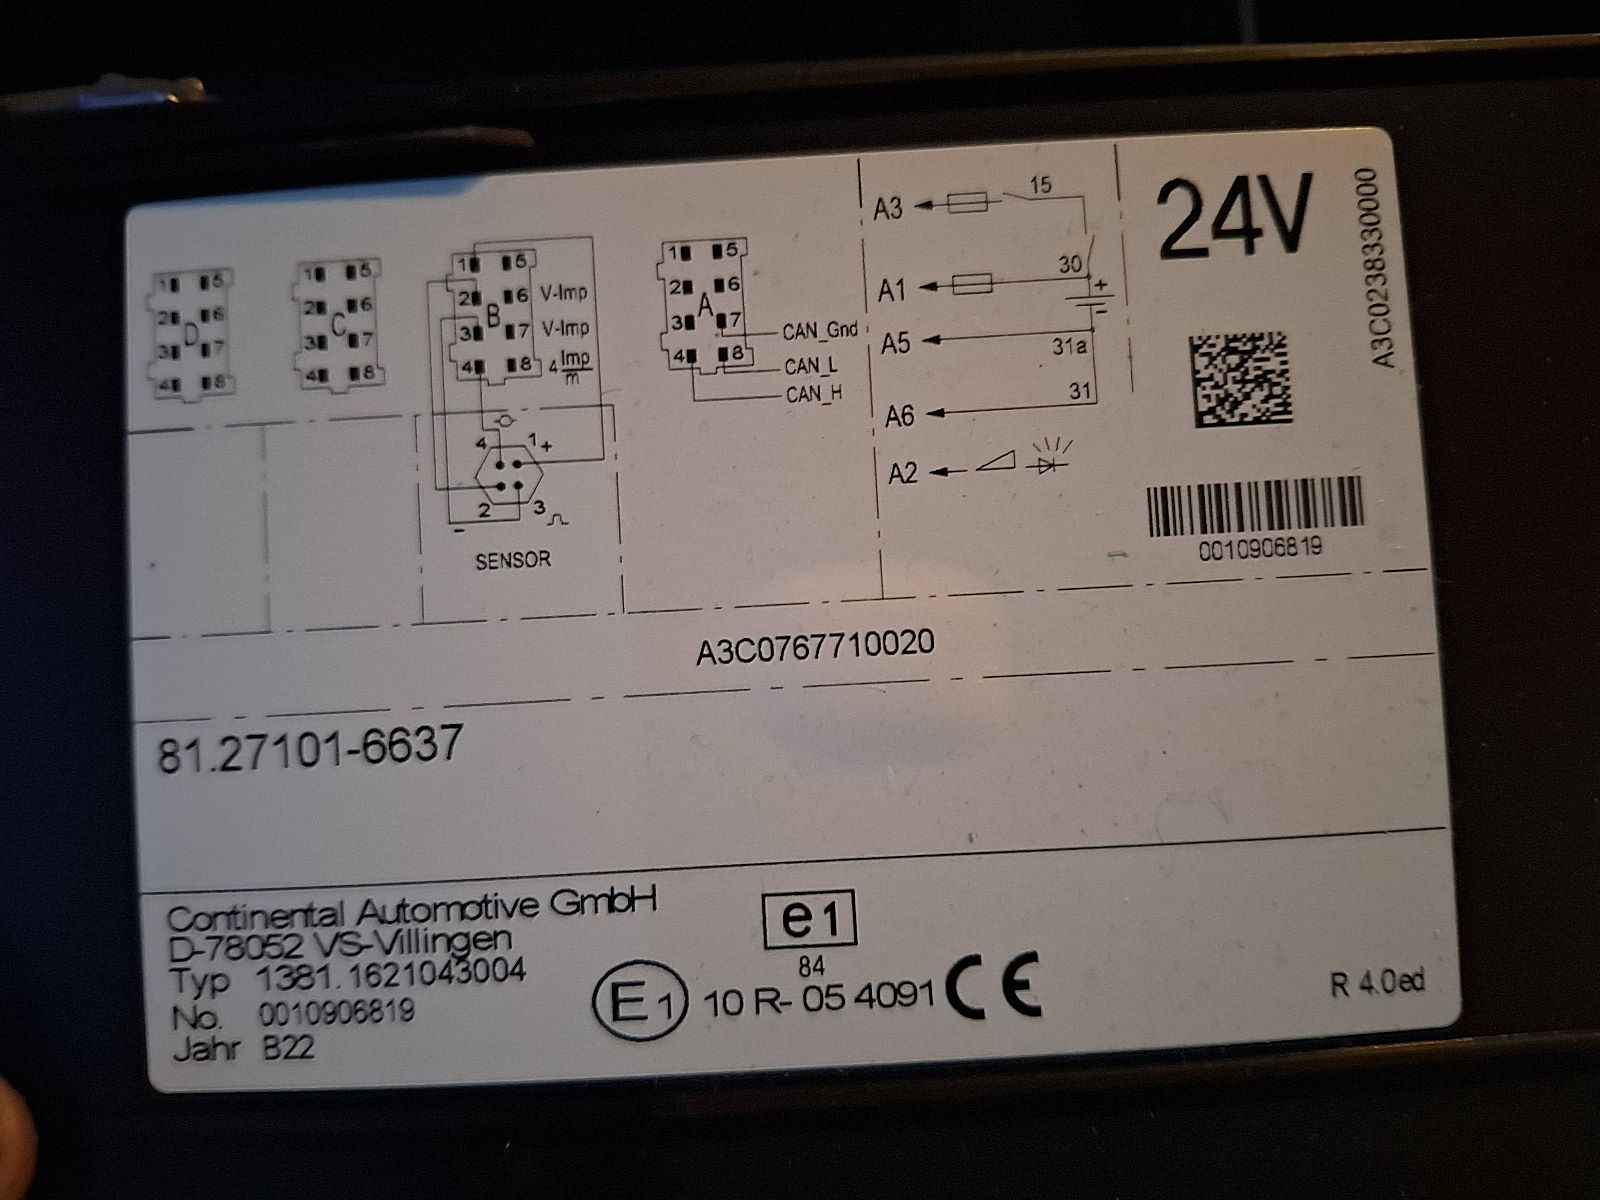 1 5
2 6
D
3 7
4 8
1 5
2 6
C
3 7
4 8
1 5
2 6 V-Imp
B
3 7 V-Imp
4 8 4 Imp/m
4 1 +
2 3
-
SENSOR
1 5
2 6
A
3 7 CAN_Gnd
4 8 CAN_L
CAN_H
A3 15
A1 30
+
-
A5 31a
A6 31
A2
24V
A3C0238330000
0010906819
A3C0767710020
81.27101-6637
Continental Automotive GmbH
D-78052 VS-Villingen
Typ 1381.1621043004
No. 0010906819
Jahr B22
e1
84
E1 10 R- 05 4091 CE
R 4.0ed